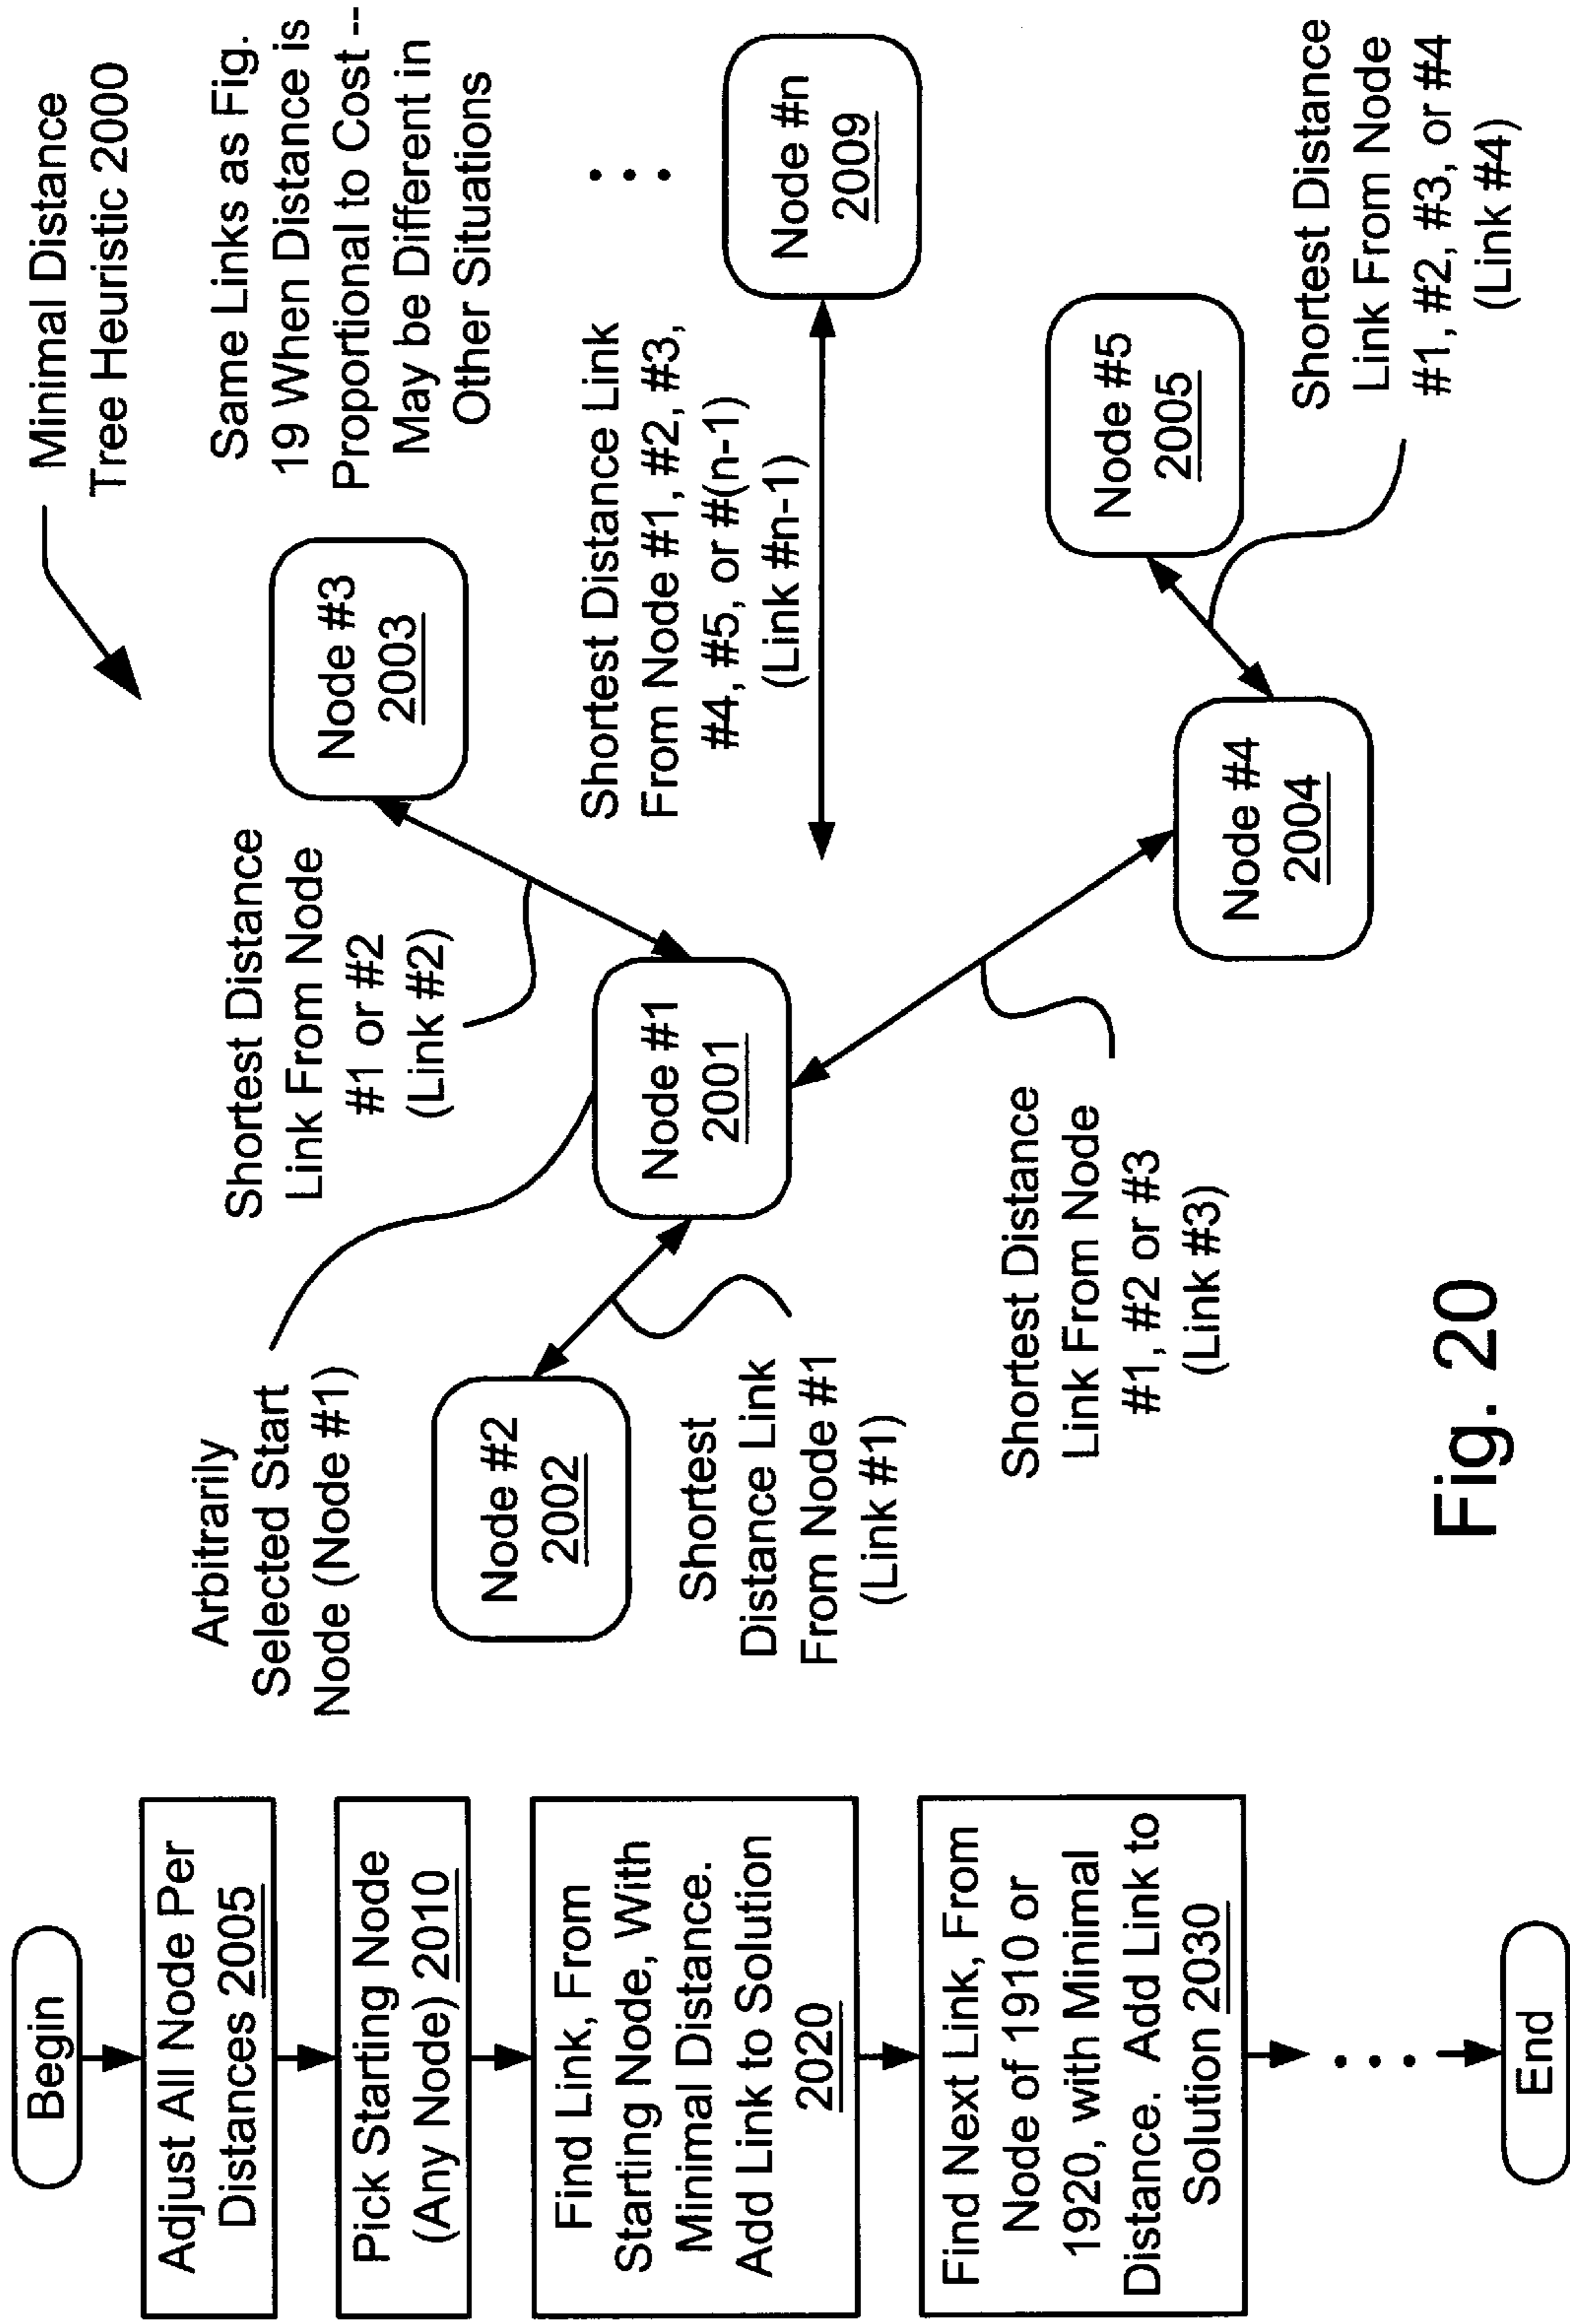 Minimal Distance
Tree Heuristic 2000
Same Links as Fig.
19 When Distance is
Proportional to Cost --
May be Different in
Other Situations
Begin
Adjust All Node Per
Distances 2005
Pick Starting Node
(Any Node) 2010
Find Link, From
Starting Node, With
Minimal Distance.
Add Link to Solution
2020
Find Next Link, From
Node of 1910 or
1920, with Minimal
Distance. Add Link to
Solution 2030
End
Arbitrarily
Selected Start
Node (Node #1)
Shortest Distance
Link From Node
#1 or #2
(Link #2)
Node #3
2003
Node #2
2002
Node #1
2001
Shortest Distance Link
From Node #1, #2, #3,
#4, #5, or #(n-1)
(Link #n-1)
Node #n
2009
Shortest
Distance Link
From Node #1
(Link #1)
Shortest Distance
Link From Node
#1, #2 or #3
(Link #3)
Node #4
2004
Node #5
2005
Shortest Distance
Link From Node
#1, #2, #3, or #4
(Link #4)
Fig. 20